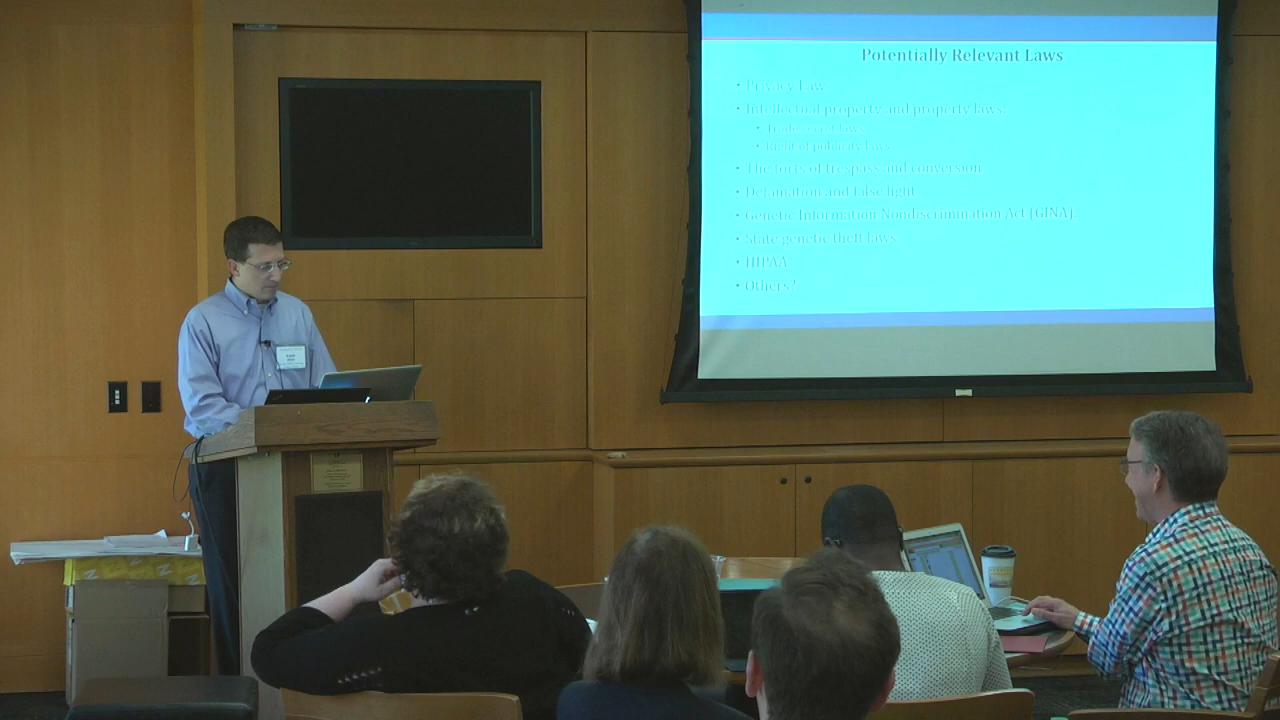 Potentially Relevant Laws
• Privacy Law
• Intellectual property and property laws:
• Trade secret laws
• Right of publicity laws
• The torts of trespass and conversion
• Defamation and false light
• Genetic Information Nondiscrimination Act [GINA]
• State genetic theft laws
• HIPAA
• Others?